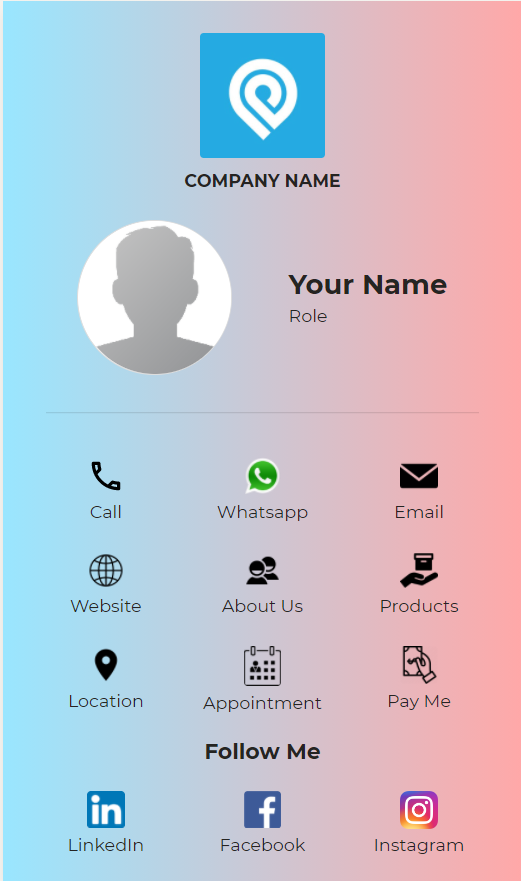 COMPANY NAME
Your Name
Role
Call
Whatsapp
Email
Website
About Us
Products
Location
Appointment
Pay Me
Follow Me
LinkedIn
Facebook
Instagram